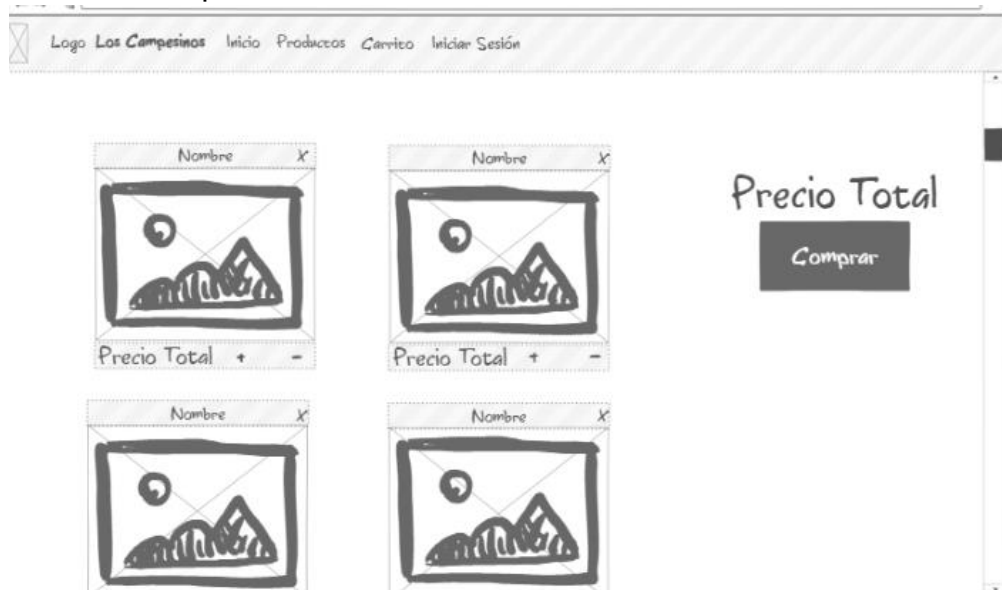 Logo Los Campesinos Inicio Productos Carrito Iniciar Sesión
Nombre X
Nombre X
Precio Total
Comprar
Precio Total + -
Precio Total + -
Nombre X
Nombre X